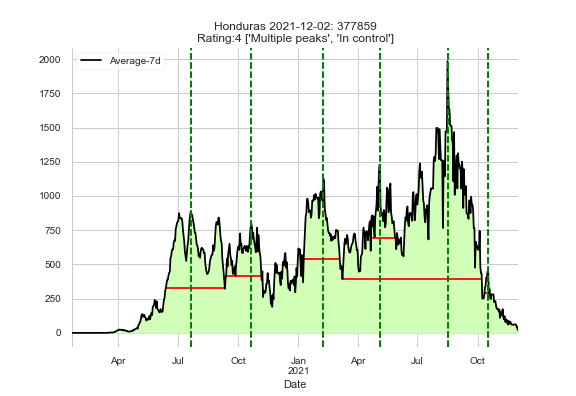 Honduras 2021-12-02: 377859
Rating:4 ['Multiple peaks', 'In control']
Average-7d
2000
1750
1500
1250
1000
750
500
250
0
Apr
Jul
Oct
Jan
2021
Apr
Jul
Oct
Date